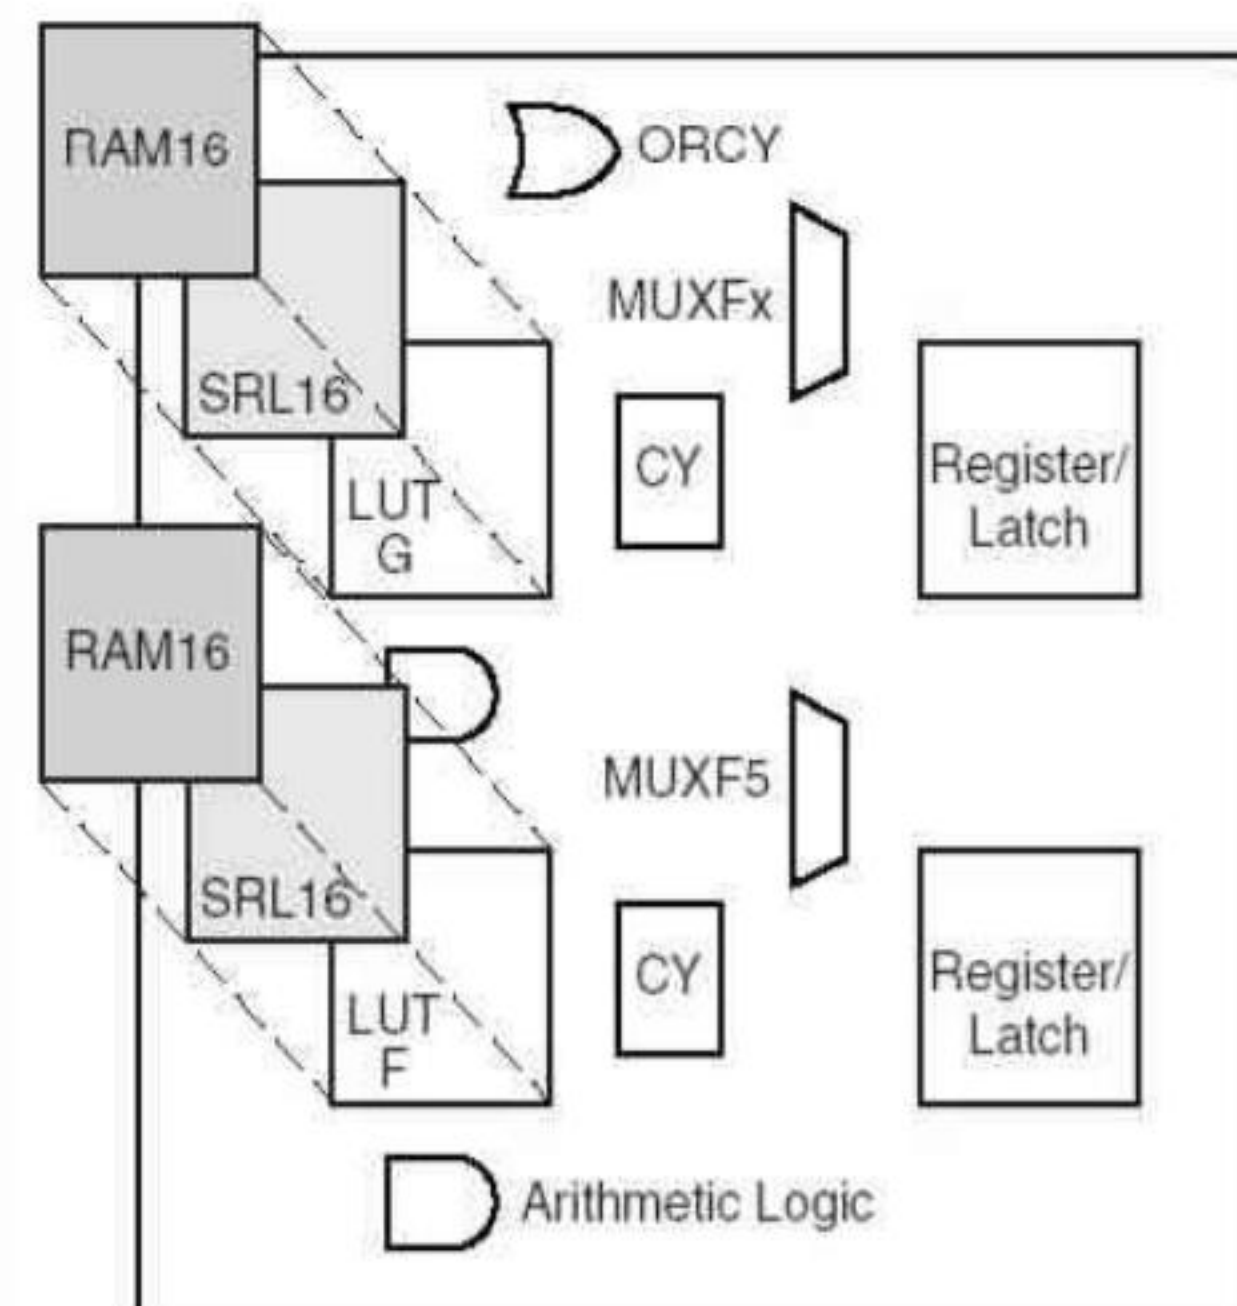 RAM16
ORCY
MUXFx
SRL16
CY
Register/
Latch
LUT
G
RAM16
MUXF5
SRL16
CY
Register/
Latch
LUT
F
Arithmetic Logic